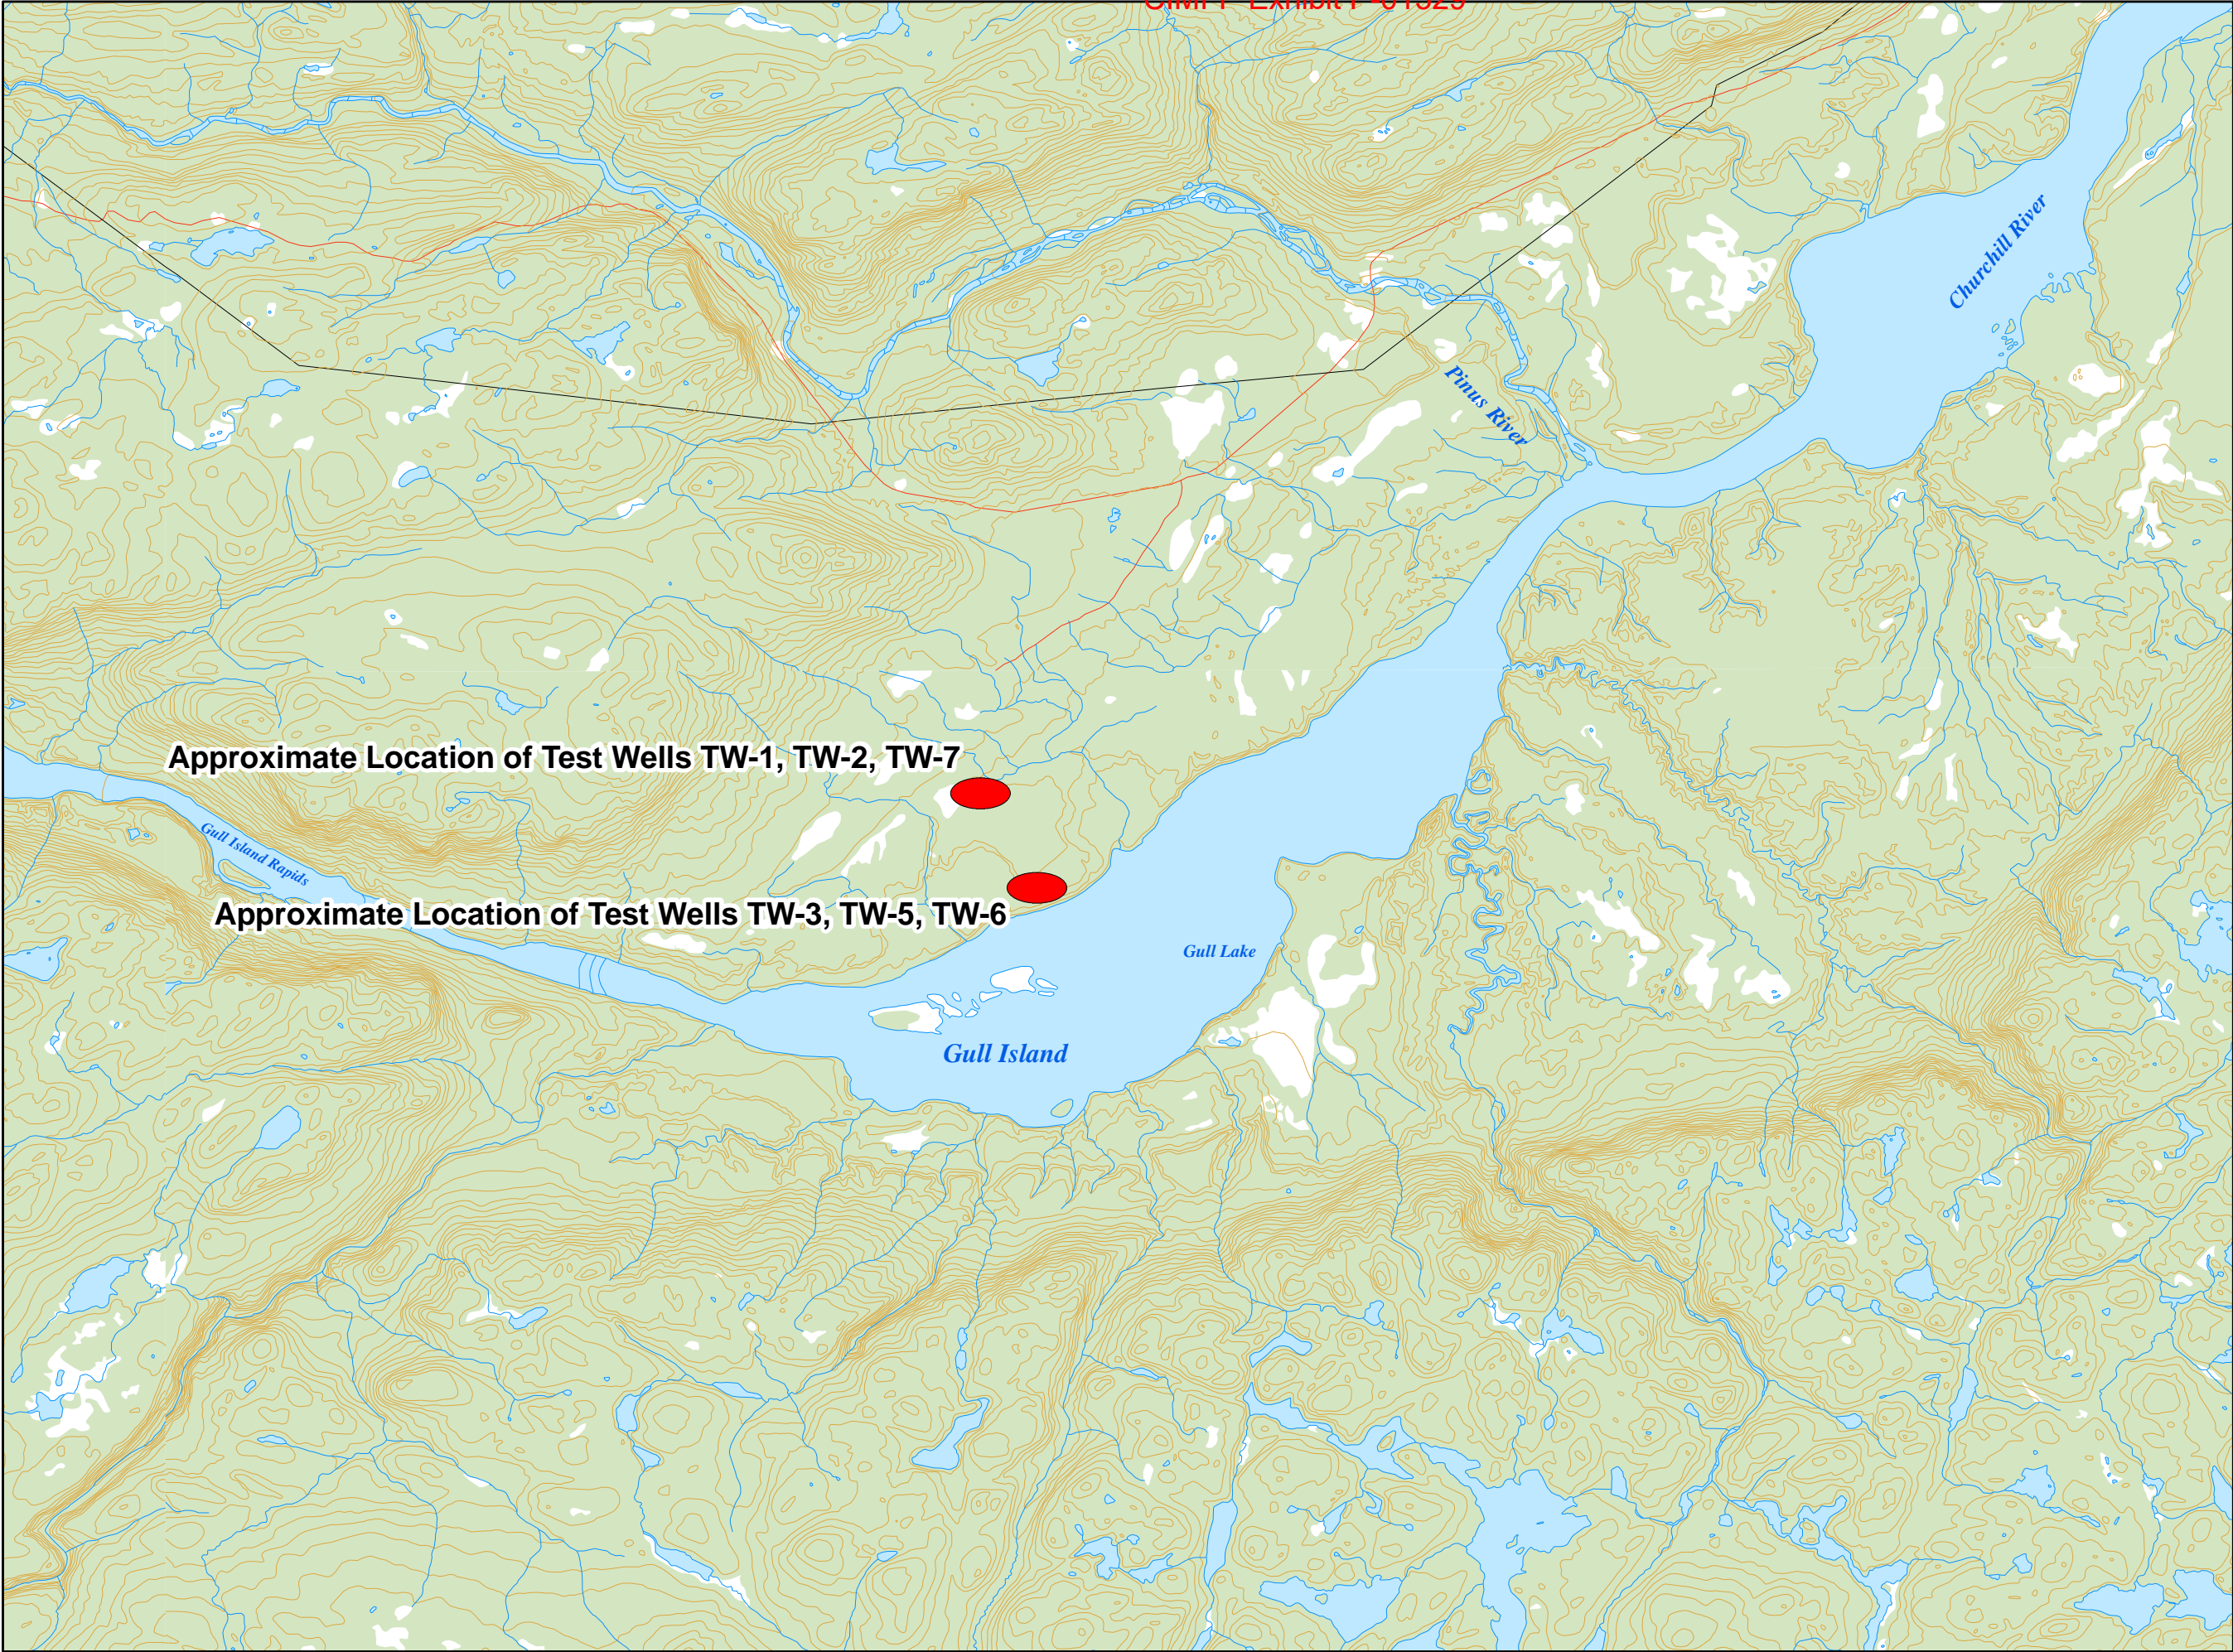 Churchill River
Pinus River
Approximate Location of Test Wells TW-1, TW-2, TW-7
Gull Island Rapids
Approximate Location of Test Wells TW-3, TW-5, TW-6
Gull Lake
Gull Island